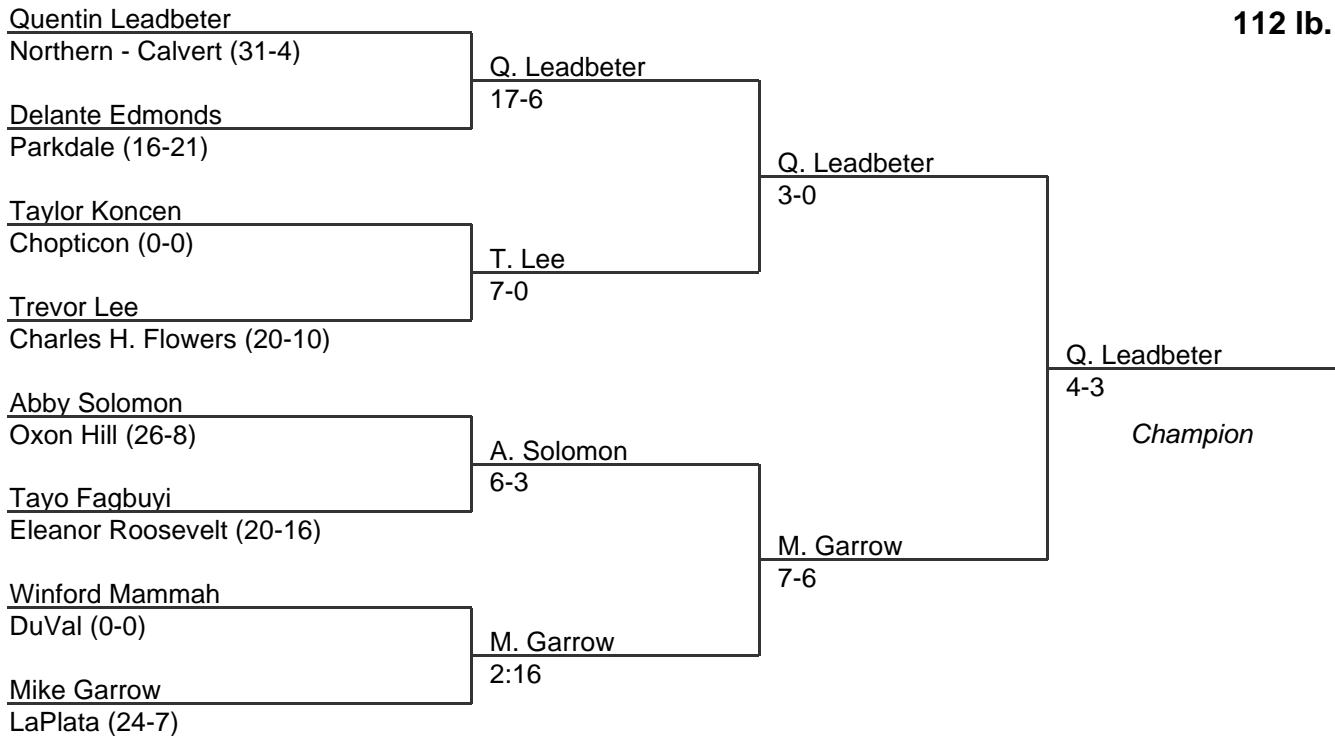 112 lb.
Quentin Leadbeter
Northern - Calvert (31-4)
Q. Leadbeter
17-6
Delante Edmonds
Parkdale (16-21)
Q. Leadbeter
3-0
Taylor Koncen
Chopticon (0-0)
T. Lee
7-0
Trevor Lee
Charles H. Flowers (20-10)
Q. Leadbeter
4-3
Champion
Abby Solomon
Oxon Hill (26-8)
A. Solomon
6-3
Tayo Fagbuyi
Eleanor Roosevelt (20-16)
M. Garrow
7-6
Winford Mammah
DuVal (0-0)
M. Garrow
2:16
Mike Garrow
LaPlata (24-7)